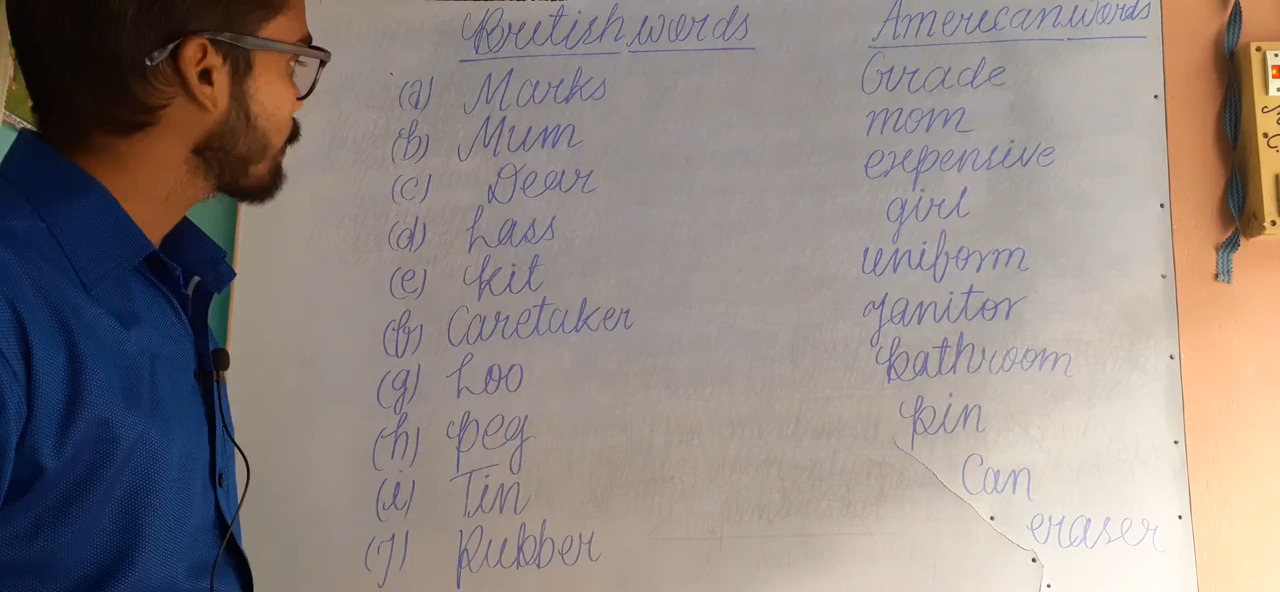 British words American words
(a) Marks Grade
(b) Mum mom
(c) Dear expensive
(d) Lass girl
(e) kit uniform
(f) Caretaker Janitor
(g) Loo bathroom
(h) peg pin
(i) Tin Can
(j) Rubber eraser